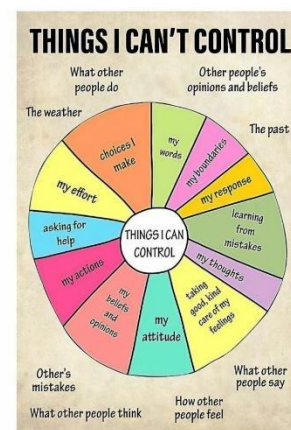 THINGS I CAN'T CONTROL
What other
people do
Other people's
opinions and beliefs
The weather
The past
choices I
make
my
words
my boundaries
my response
learning
from
mistakes
my thoughts
taking
good, kind
care of my
feelings
my
attitude
my
beliefs
and
opinions
my actions
asking for
help
my effort
THINGS I CAN
CONTROL
Other's
mistakes
What other
people say
What other people think
How other
people feel